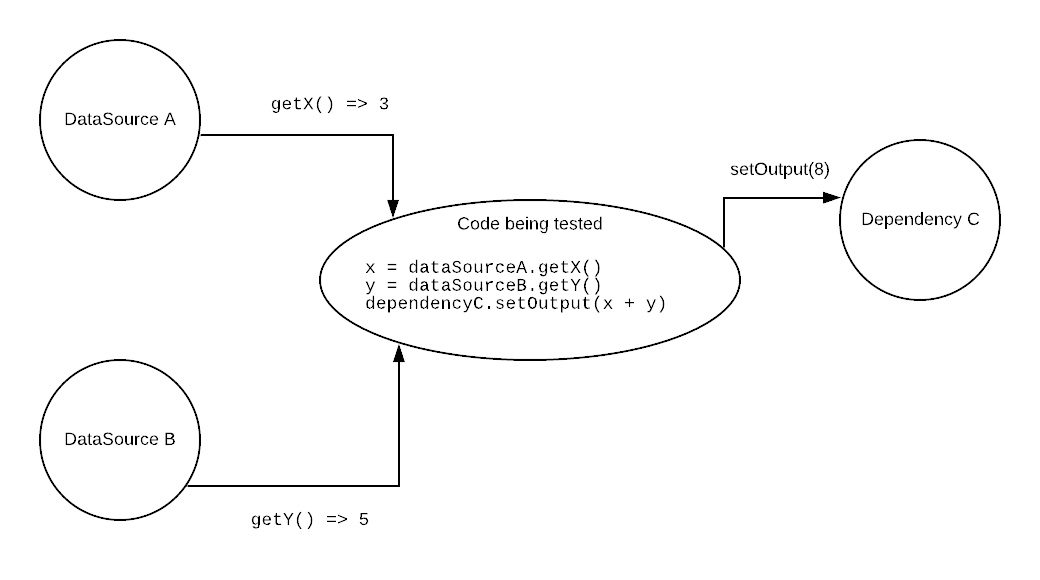 DataSource A
getX() => 3
setOutput(8)
Dependency C
Code being tested
x = dataSourceA.getX()
y = dataSourceB.getY()
dependencyC.setOutput(x + y)
DataSource B
getY() => 5